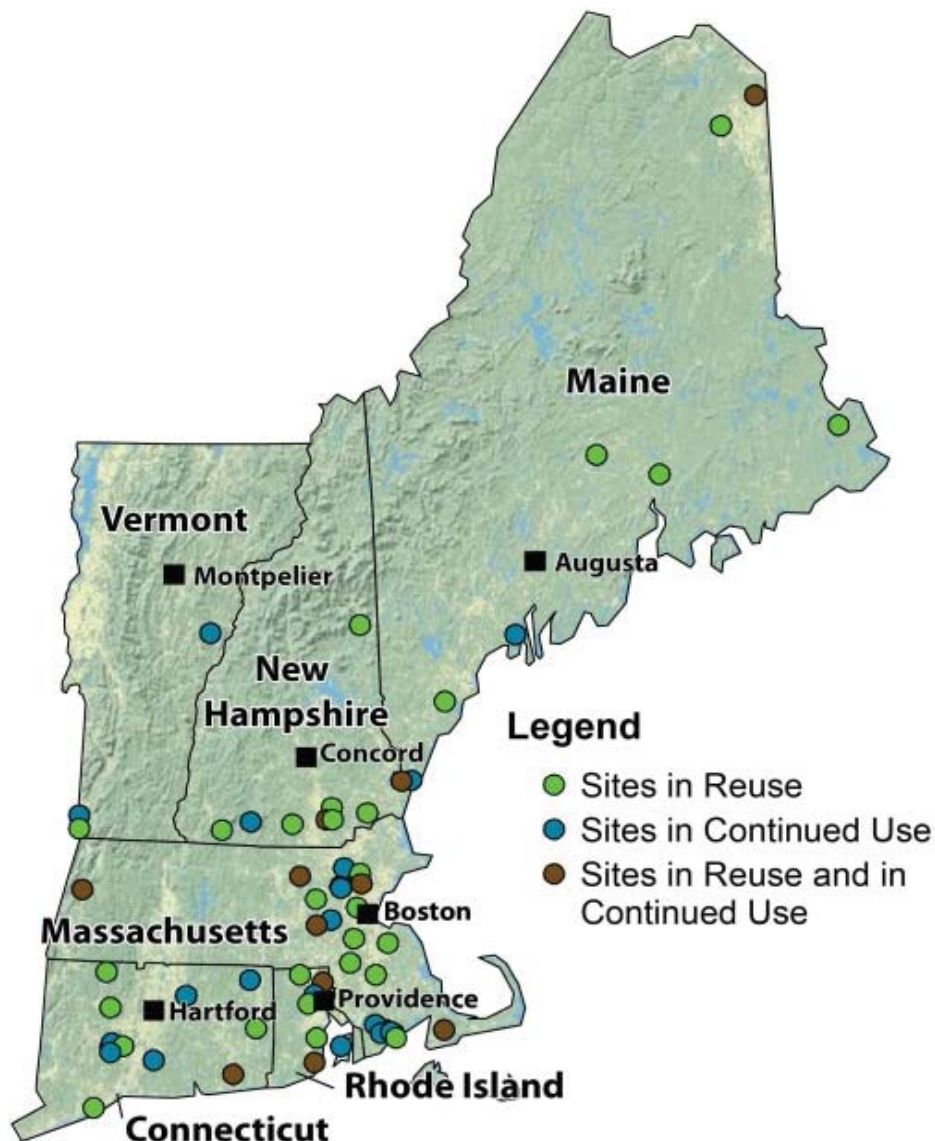 Maine
Vermont
Montpelier
Augusta
New
Hampshire
Concord
Legend
Sites in Reuse
Sites in Continued Use
Sites in Reuse and in
Continued Use
Boston
Massachusetts
Providence
Hartford
Rhode Island
Connecticut